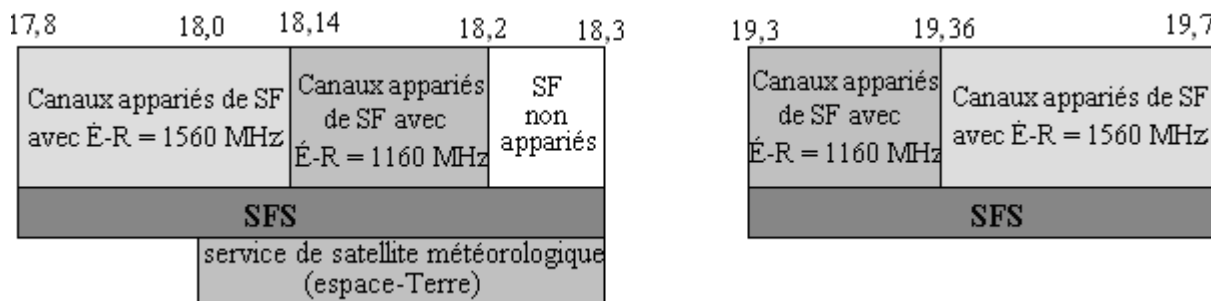 17,8 18,0 18,14 18,2 18,3
Canaux appariés de SF
avec É-R = 1560 MHz
Canaux appariés
de SF avec
É-R = 1160 MHz
SF
non
appariés
SFS
service de satellite météorologique
(espace-Terre)
19,3 19,36 19,7
Canaux appariés
de SF avec
É-R = 1160 MHz
Canaux appariés de SF
avec É-R = 1560 MHz
SFS